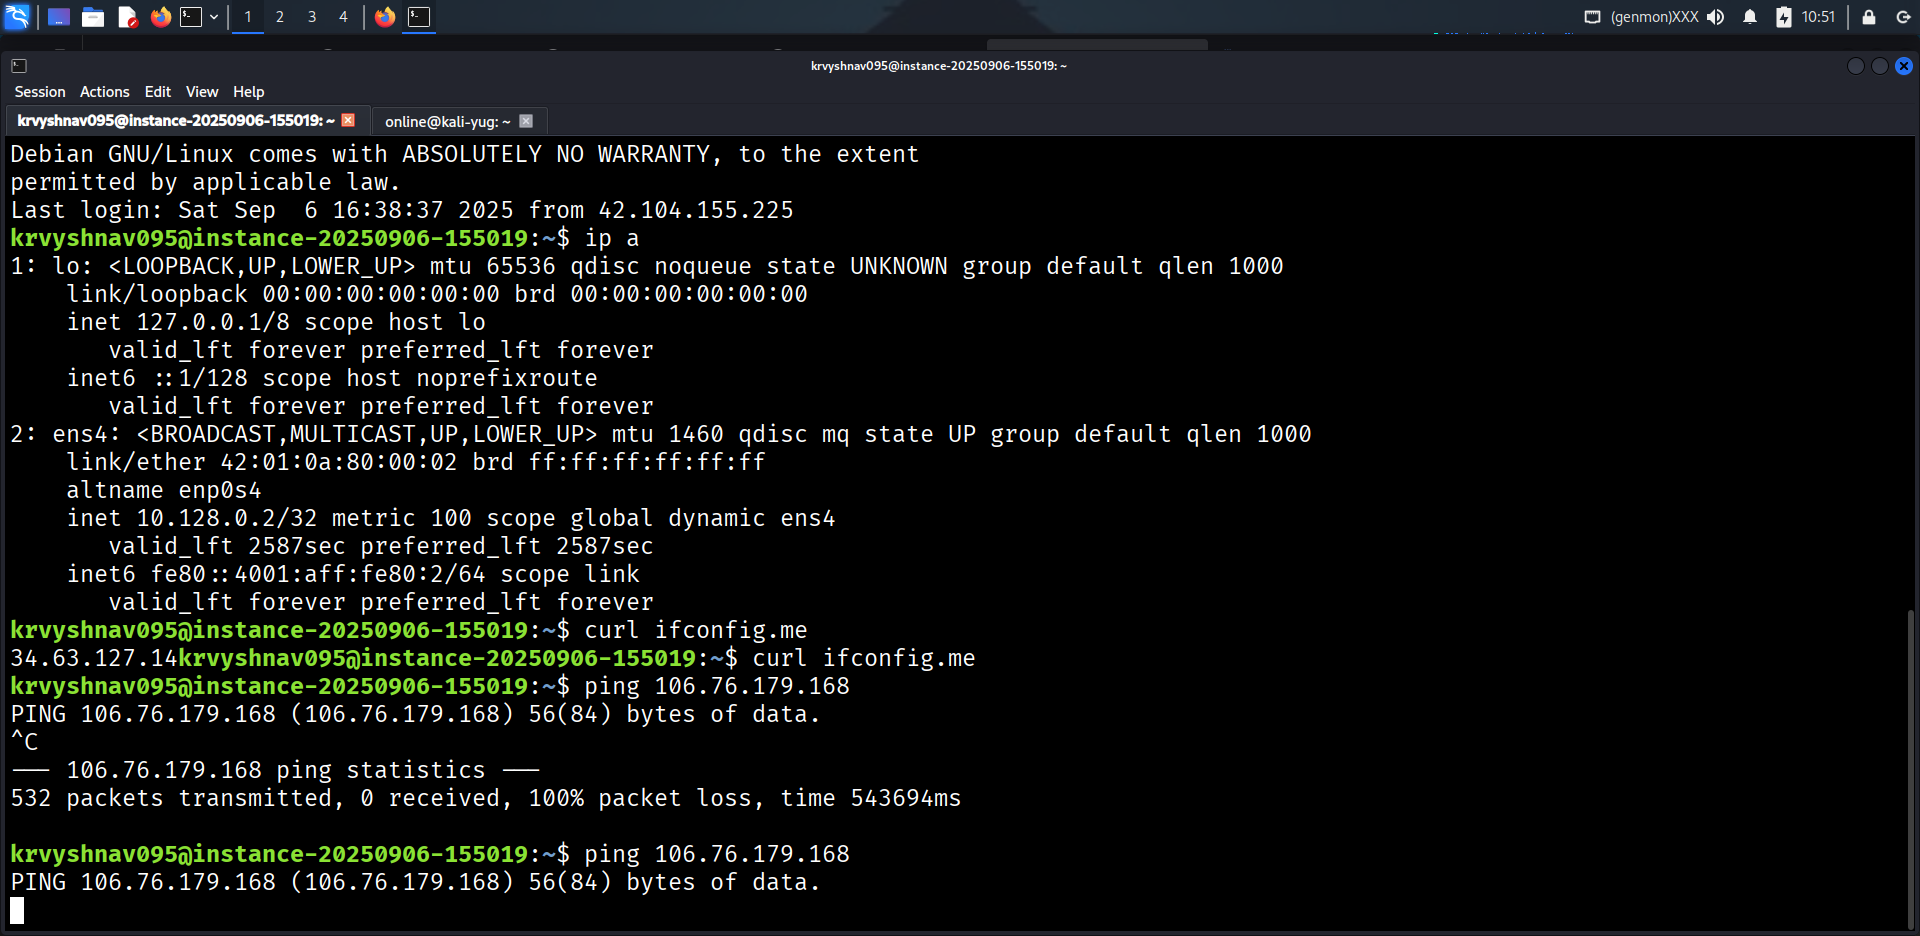 1 2 3 4 (genmon)XXX 10:51
krvyshnav095@instance-20250906-155019: ~
Session Actions Edit View Help
krvyshnav095@instance-20250906-155019: ~ online@kali-yug: ~
Debian GNU/Linux comes with ABSOLUTELY NO WARRANTY, to the extent
permitted by applicable law.
Last login: Sat Sep  6 16:38:37 2025 from 42.104.155.225
krvyshnav095@instance-20250906-155019:~$ ip a
1: lo: <LOOPBACK,UP,LOWER_UP> mtu 65536 qdisc noqueue state UNKNOWN group default qlen 1000
    link/loopback 00:00:00:00:00:00 brd 00:00:00:00:00:00
    inet 127.0.0.1/8 scope host lo
       valid_lft forever preferred_lft forever
    inet6 ::1/128 scope host noprefixroute
       valid_lft forever preferred_lft forever
2: ens4: <BROADCAST,MULTICAST,UP,LOWER_UP> mtu 1460 qdisc mq state UP group default qlen 1000
    link/ether 42:01:0a:80:00:02 brd ff:ff:ff:ff:ff:ff
    altname enp0s4
    inet 10.128.0.2/32 metric 100 scope global dynamic ens4
       valid_lft 2587sec preferred_lft 2587sec
    inet6 fe80::4001:aff:fe80:2/64 scope link
       valid_lft forever preferred_lft forever
krvyshnav095@instance-20250906-155019:~$ curl ifconfig.me
34.63.127.14krvyshnav095@instance-20250906-155019:~$ curl ifconfig.me
krvyshnav095@instance-20250906-155019:~$ ping 106.76.179.168
PING 106.76.179.168 (106.76.179.168) 56(84) bytes of data.
^C
--- 106.76.179.168 ping statistics ---
532 packets transmitted, 0 received, 100% packet loss, time 543694ms
krvyshnav095@instance-20250906-155019:~$ ping 106.76.179.168
PING 106.76.179.168 (106.76.179.168) 56(84) bytes of data.